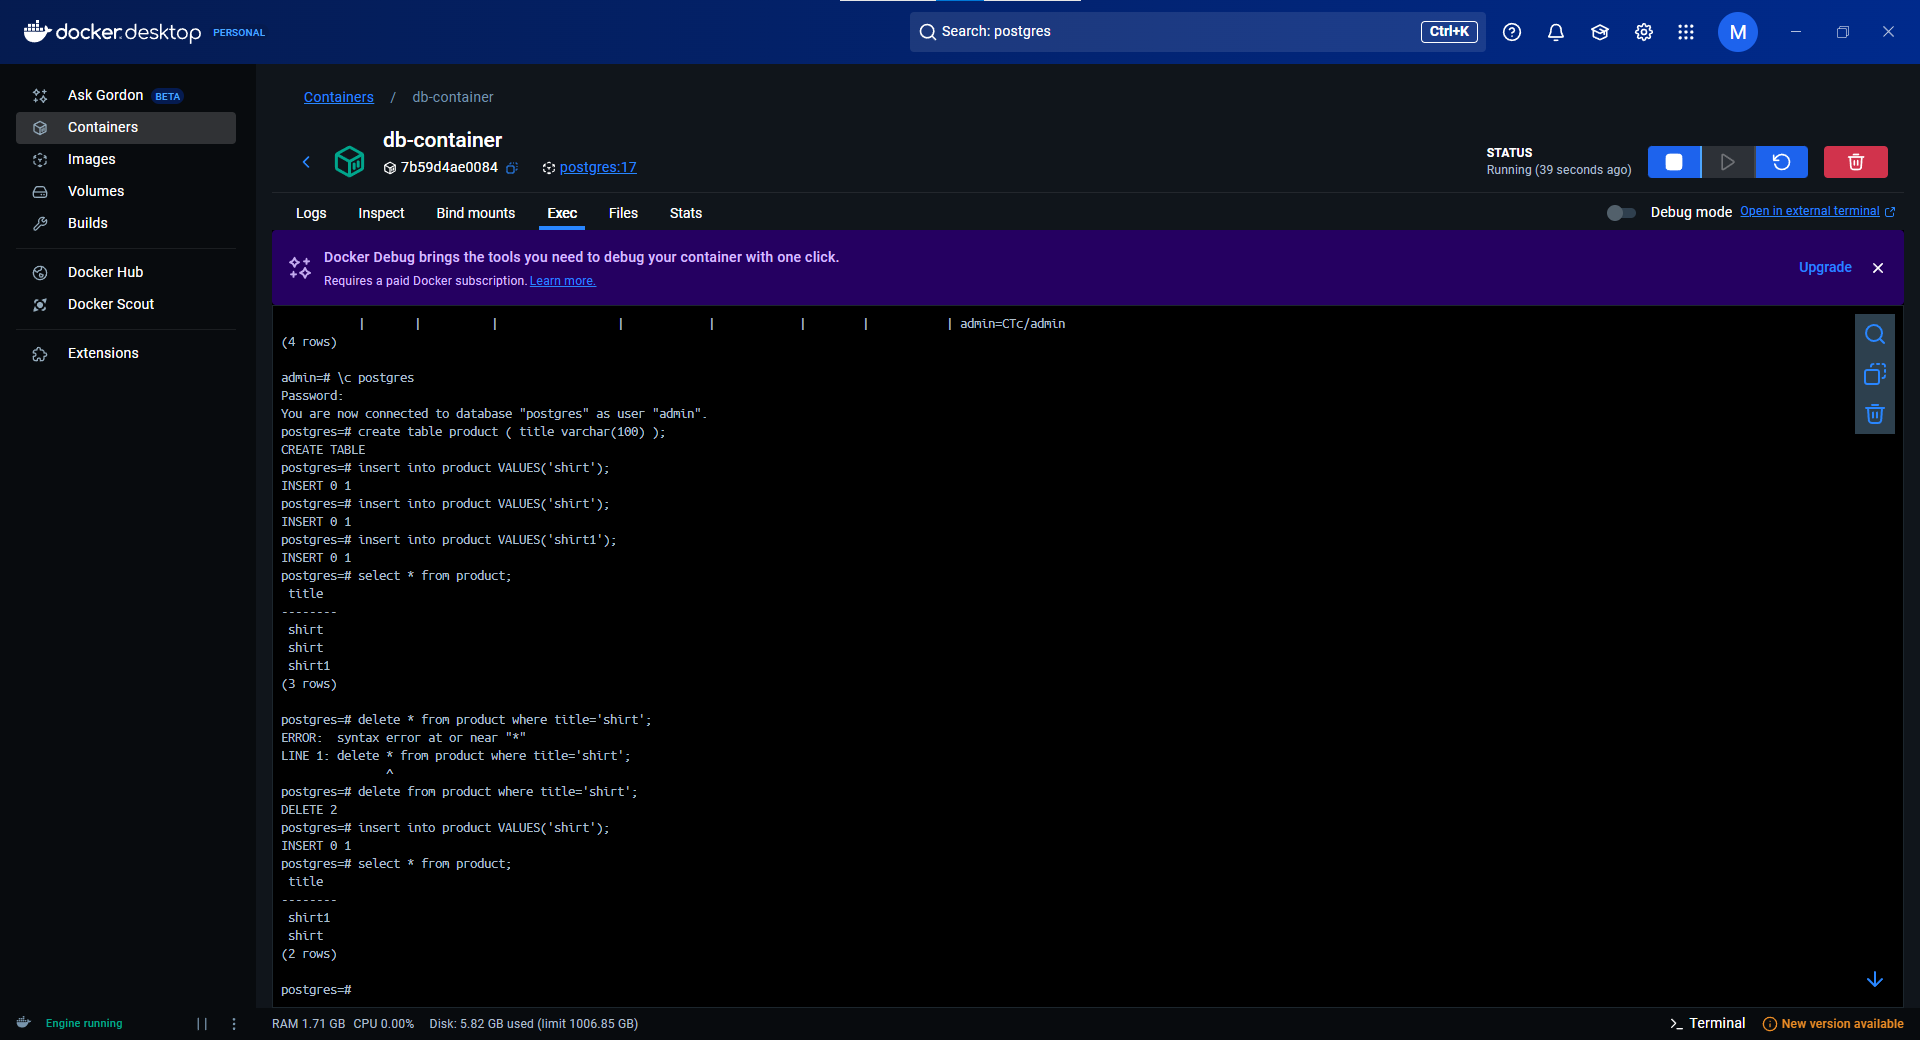 docker.desktop PERSONAL
Search: postgres
Ctrl+K
M
Ask Gordon BETA
Containers
Images
Volumes
Builds
Docker Hub
Docker Scout
Extensions
Containers / db-container
db-container
7b59d4ae0084
postgres:17
STATUS
Running (39 seconds ago)
Logs
Inspect
Bind mounts
Exec
Files
Stats
Debug mode
Open in external terminal
Docker Debug brings the tools you need to debug your container with one click.
Requires a paid Docker subscription. Learn more.
Upgrade
| | | | | | | | admin=CTc/admin
(4 rows)
admin=# \c postgres
Password:
You are now connected to database "postgres" as user "admin".
postgres=# create table product ( title varchar(100) );
CREATE TABLE
postgres=# insert into product VALUES('shirt');
INSERT 0 1
postgres=# insert into product VALUES('shirt');
INSERT 0 1
postgres=# insert into product VALUES('shirt1');
INSERT 0 1
postgres=# select * from product;
title
--------
shirt
shirt
shirt1
(3 rows)
postgres=# delete * from product where title='shirt';
ERROR:  syntax error at or near "*"
LINE 1: delete * from product where title='shirt';
^
postgres=# delete from product where title='shirt';
DELETE 2
postgres=# insert into product VALUES('shirt');
INSERT 0 1
postgres=# select * from product;
title
--------
shirt1
shirt
(2 rows)
postgres=#
Engine running
RAM 1.71 GB CPU 0.00% Disk: 5.82 GB used (limit 1006.85 GB)
>_ Terminal
New version available